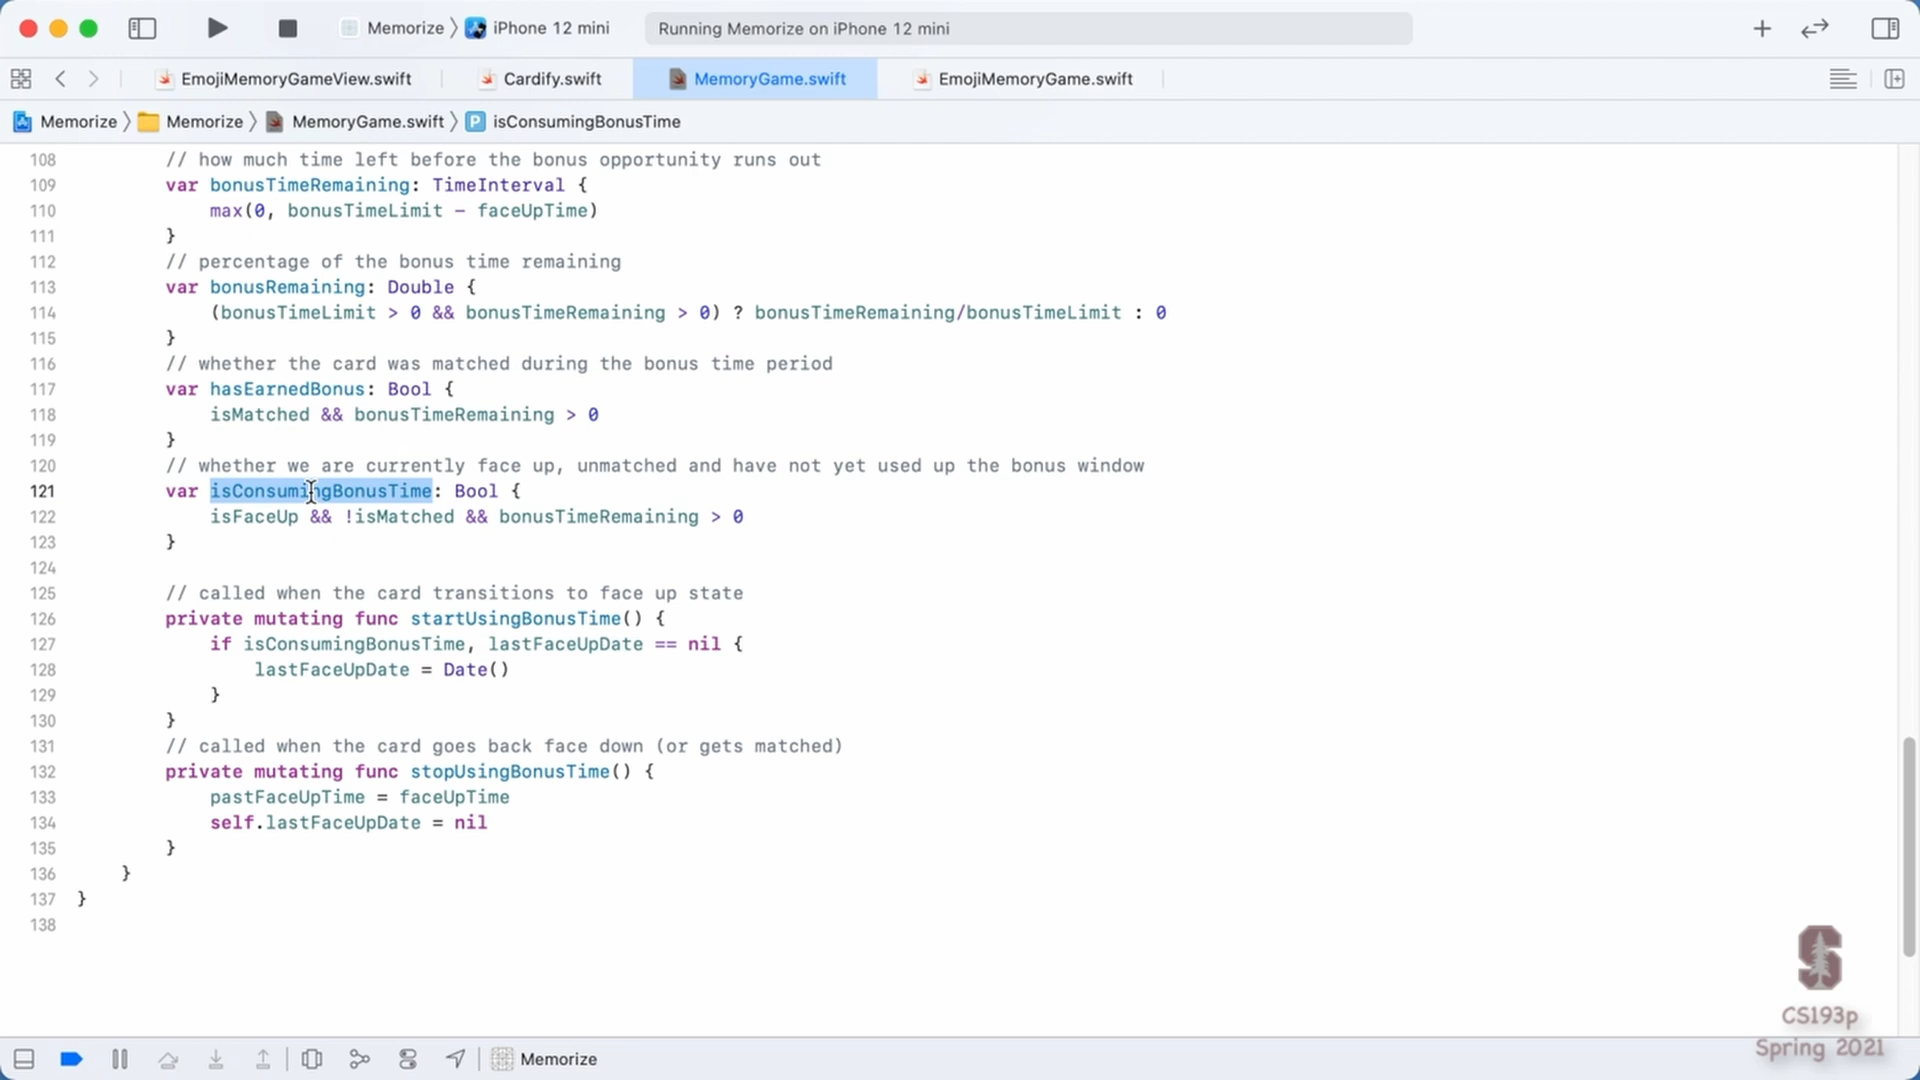 Memorize 〉 iPhone 12 mini
Running Memorize on iPhone 12 mini
EmojiMemoryGameView.swift
Cardify.swift
MemoryGame.swift
EmojiMemoryGame.swift
Memorize 〉 Memorize 〉 MemoryGame.swift 〉 P isConsumingBonusTime
108 // how much time left before the bonus opportunity runs out
109 var bonusTimeRemaining: TimeInterval {
110 max(0, bonusTimeLimit - faceUpTime)
111 }
112 // percentage of the bonus time remaining
113 var bonusRemaining: Double {
114 (bonusTimeLimit > 0 && bonusTimeRemaining > 0) ? bonusTimeRemaining/bonusTimeLimit : 0
115 }
116 // whether the card was matched during the bonus time period
117 var hasEarnedBonus: Bool {
118 isMatched && bonusTimeRemaining > 0
119 }
120 // whether we are currently face up, unmatched and have not yet used up the bonus window
121 var isConsumingBonusTime: Bool {
122 isFaceUp && !isMatched && bonusTimeRemaining > 0
123 }
124
125 // called when the card transitions to face up state
126 private mutating func startUsingBonusTime() {
127 if isConsumingBonusTime, lastFaceUpDate == nil {
128 lastFaceUpDate = Date()
129 }
130 }
131 // called when the card goes back face down (or gets matched)
132 private mutating func stopUsingBonusTime() {
133 pastFaceUpTime = faceUpTime
134 self.lastFaceUpDate = nil
135 }
136 }
137 }
138
S
CS193p
Spring 2021
Memorize